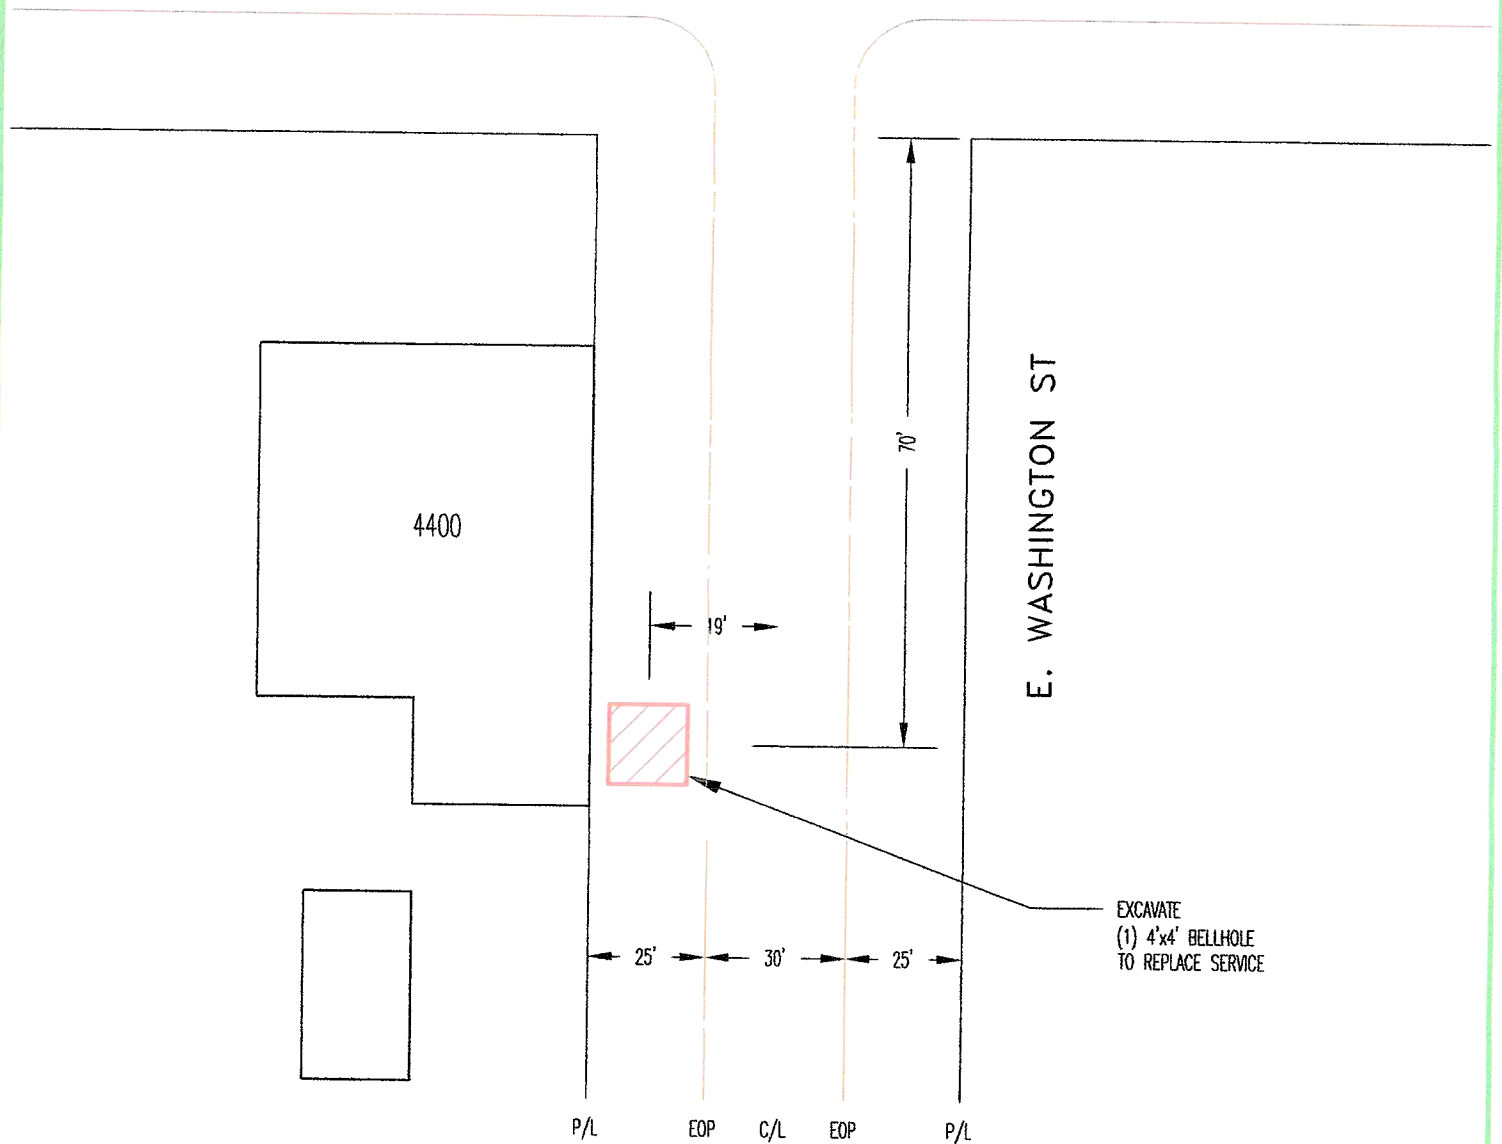 70'
E. WASHINGTON ST
4400
19'
EXCAVATE
(1) 4'x4' BELLHOLE
TO REPLACE SERVICE
25'
30'
25'
P/L
EOP
C/L
EOP
P/L